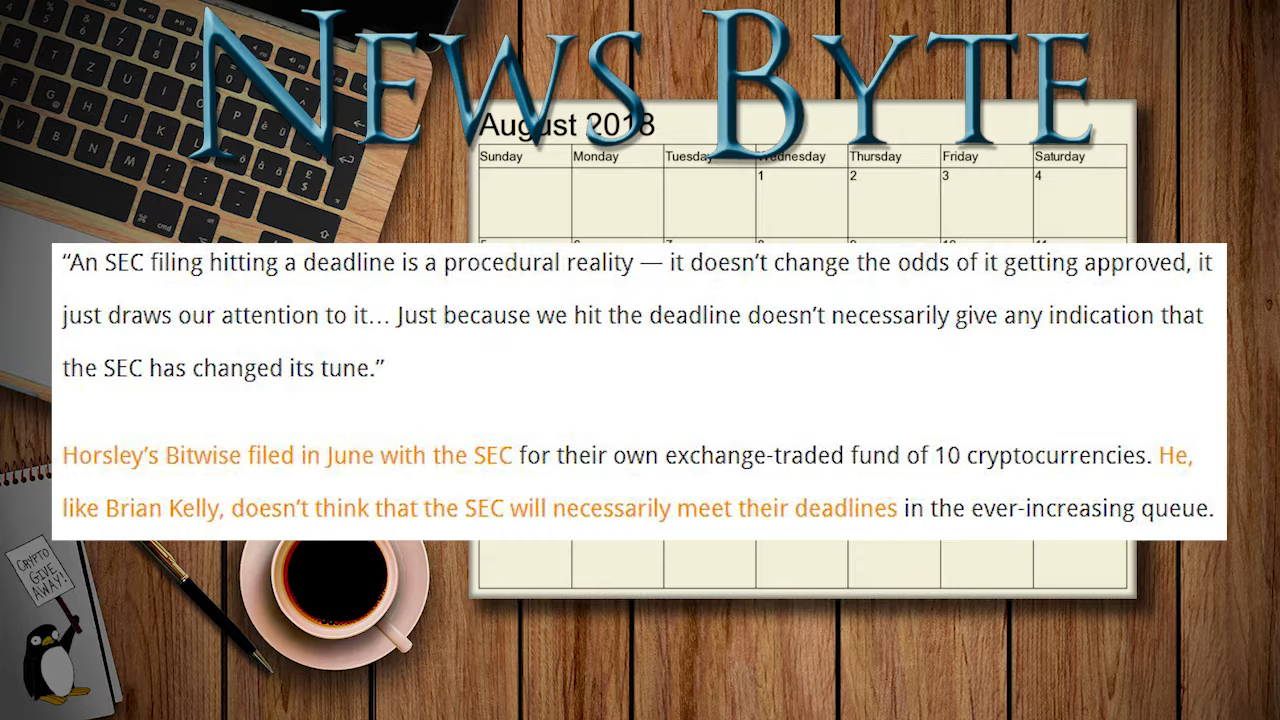 NEWS BYTE
August 2018
Sunday Monday Tuesday Wednesday Thursday Friday Saturday
1 2 3 4
“An SEC filing hitting a deadline is a procedural reality — it doesn’t change the odds of it getting approved, it
just draws our attention to it… Just because we hit the deadline doesn’t necessarily give any indication that
the SEC has changed its tune.”
Horsley’s Bitwise filed in June with the SEC for their own exchange-traded fund of 10 cryptocurrencies. He,
like Brian Kelly, doesn’t think that the SEC will necessarily meet their deadlines in the ever-increasing queue.
CRYPTO
GIVE
AWAY!